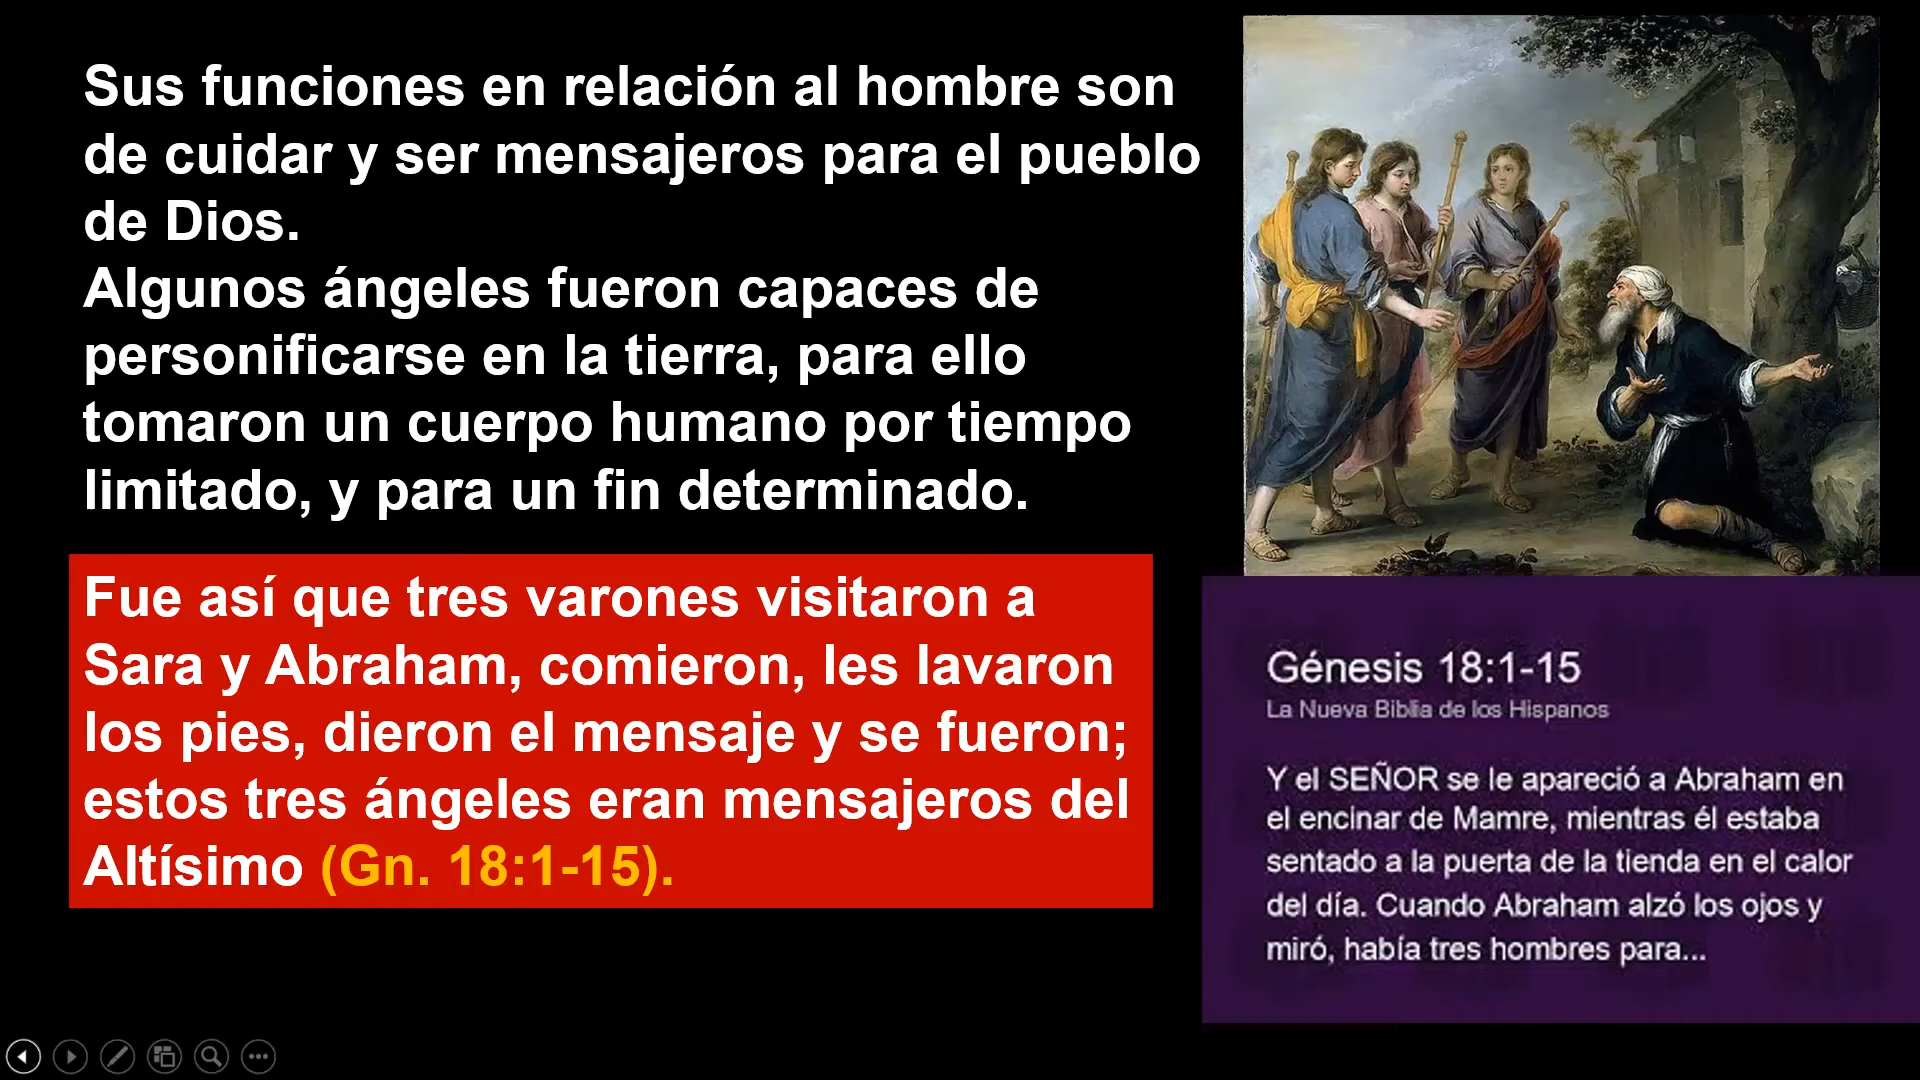 Sus funciones en relación al hombre son
de cuidar y ser mensajeros para el pueblo
de Dios.
Algunos ángeles fueron capaces de
personificarse en la tierra, para ello
tomaron un cuerpo humano por tiempo
limitado, y para un fin determinado.
Fue así que tres varones visitaron a
Sara y Abraham, comieron, les lavaron
los pies, dieron el mensaje y se fueron;
estos tres ángeles eran mensajeros del
Altísimo (Gn. 18:1-15).
Génesis 18:1-15
La Nueva Biblia de los Hispanos
Y el SEÑOR se le apareció a Abraham en
el encinar de Mamre, mientras él estaba
sentado a la puerta de la tienda en el calor
del día. Cuando Abraham alzó los ojos y
miró, había tres hombres para...